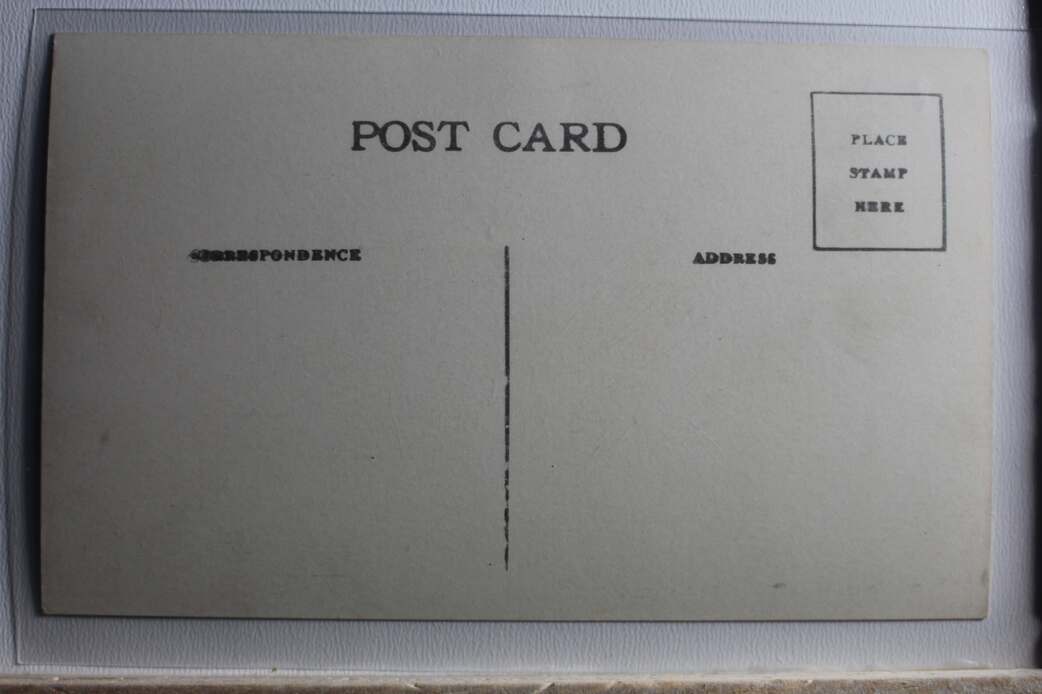 POST CARD
PLACE
STAMP
HERE
CORRESPONDENCE
ADDRESS